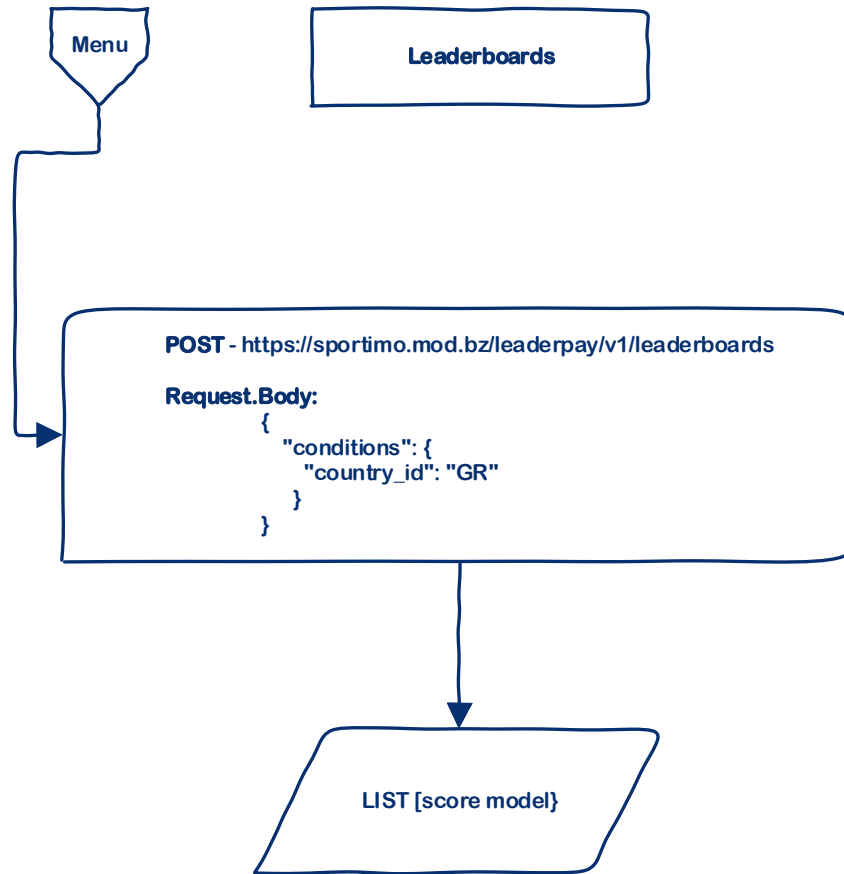 Menu
Leaderboards
POST - https://sportimo.mod.bz/leaderpay/v1/leaderboards
Request.Body:
{
"conditions": {
"country_id": "GR"
}
}
LIST [score model}